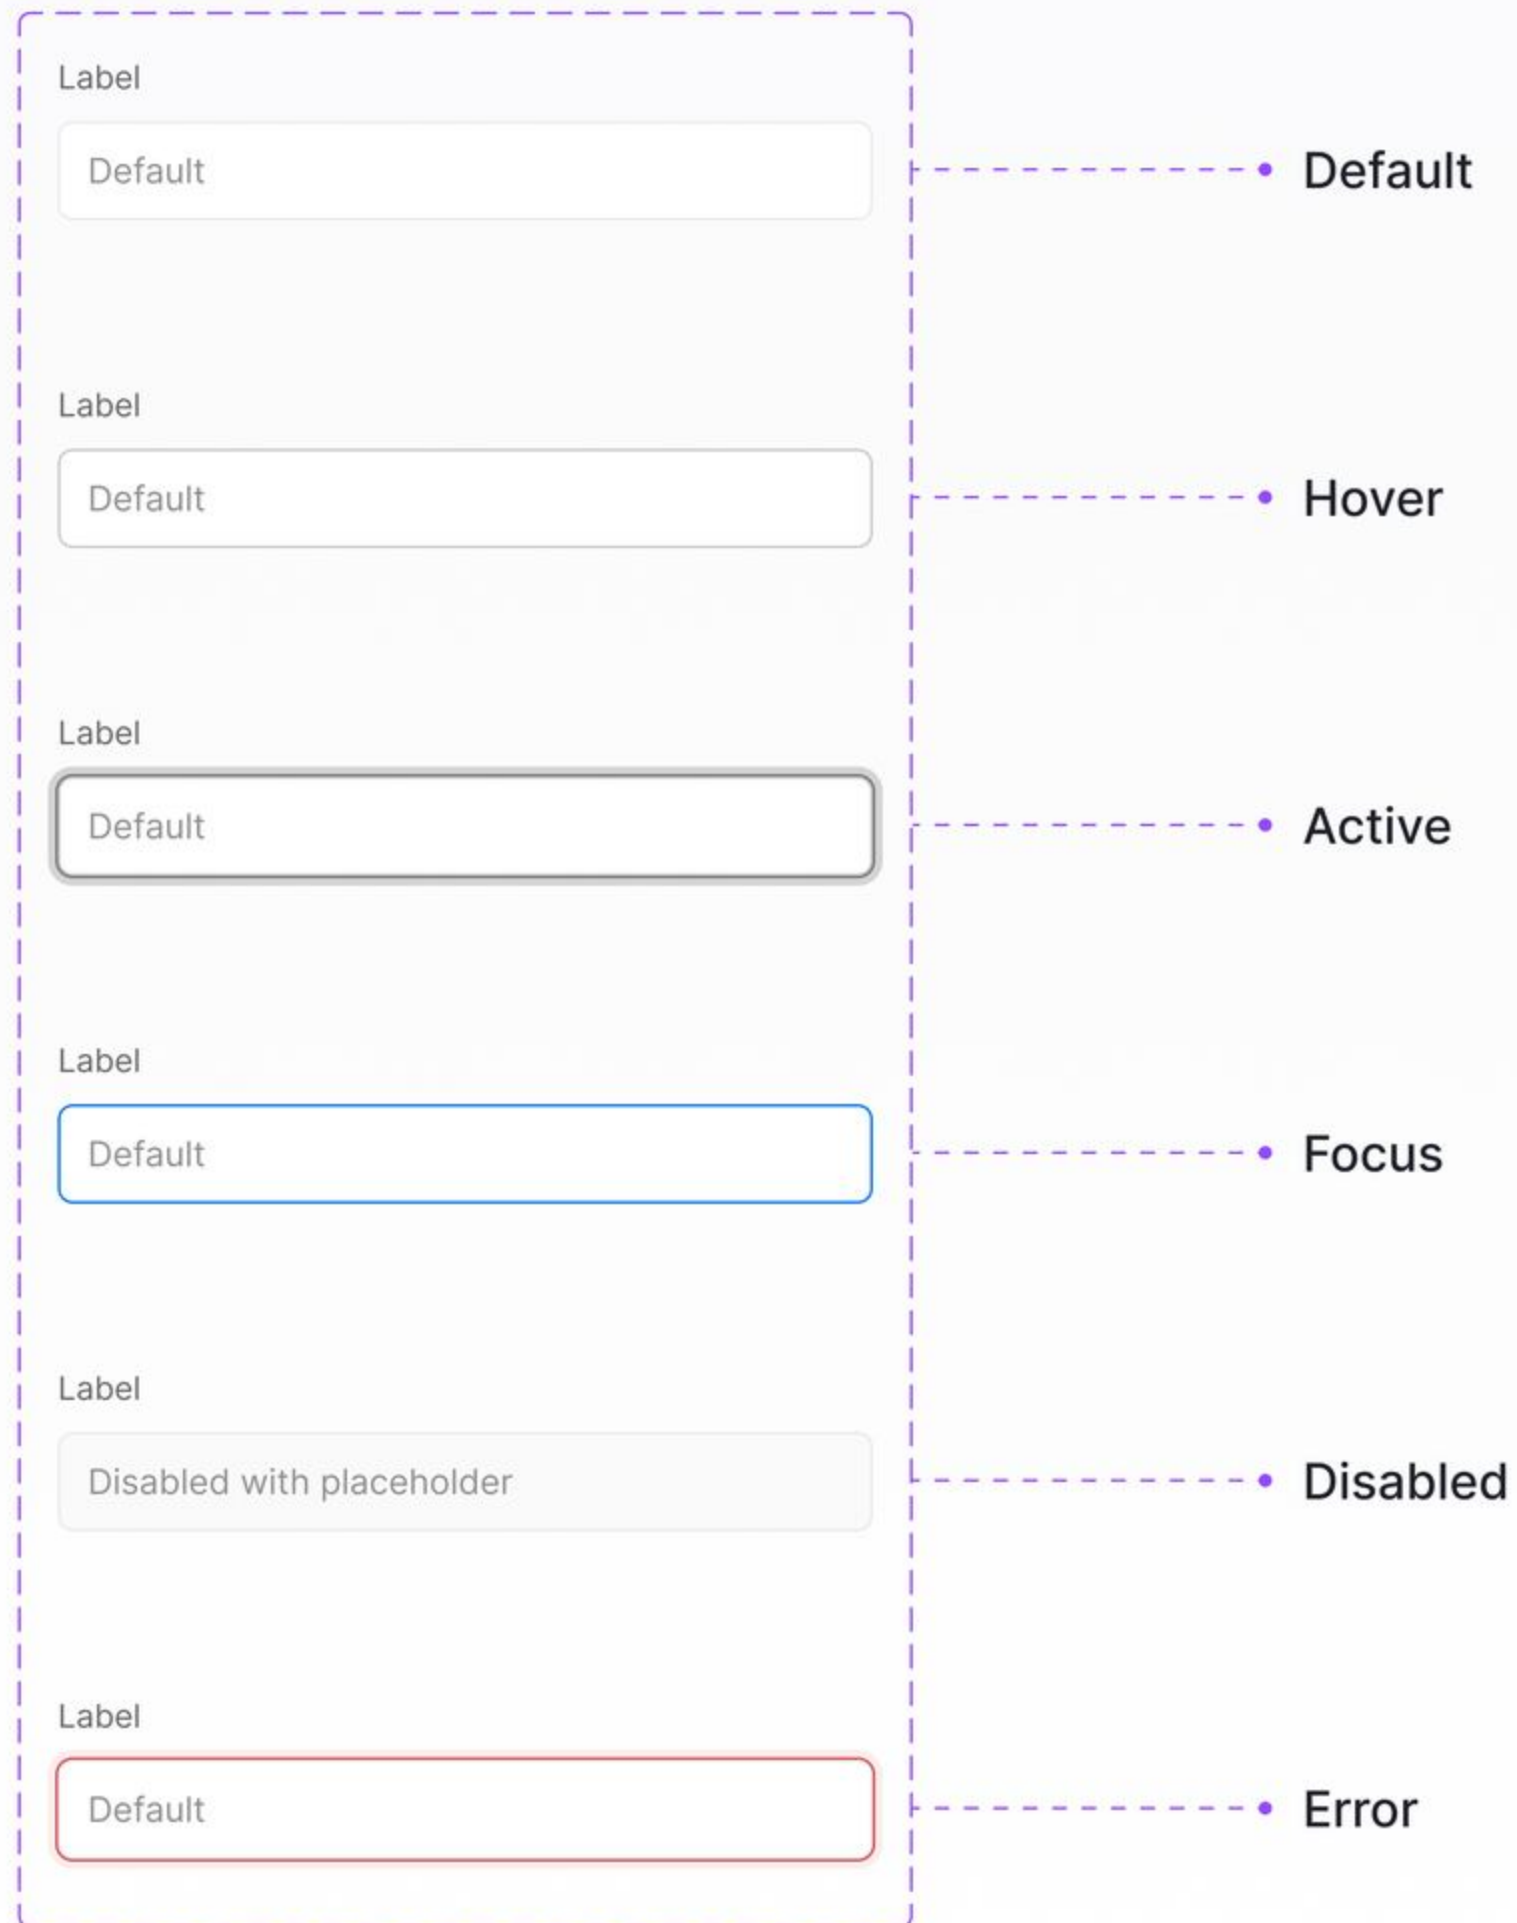 Label
Default
Default
Label
Default
Hover
Label
Default
Active
Label
Default
Focus
Label
Disabled with placeholder
Disabled
Label
Default
Error